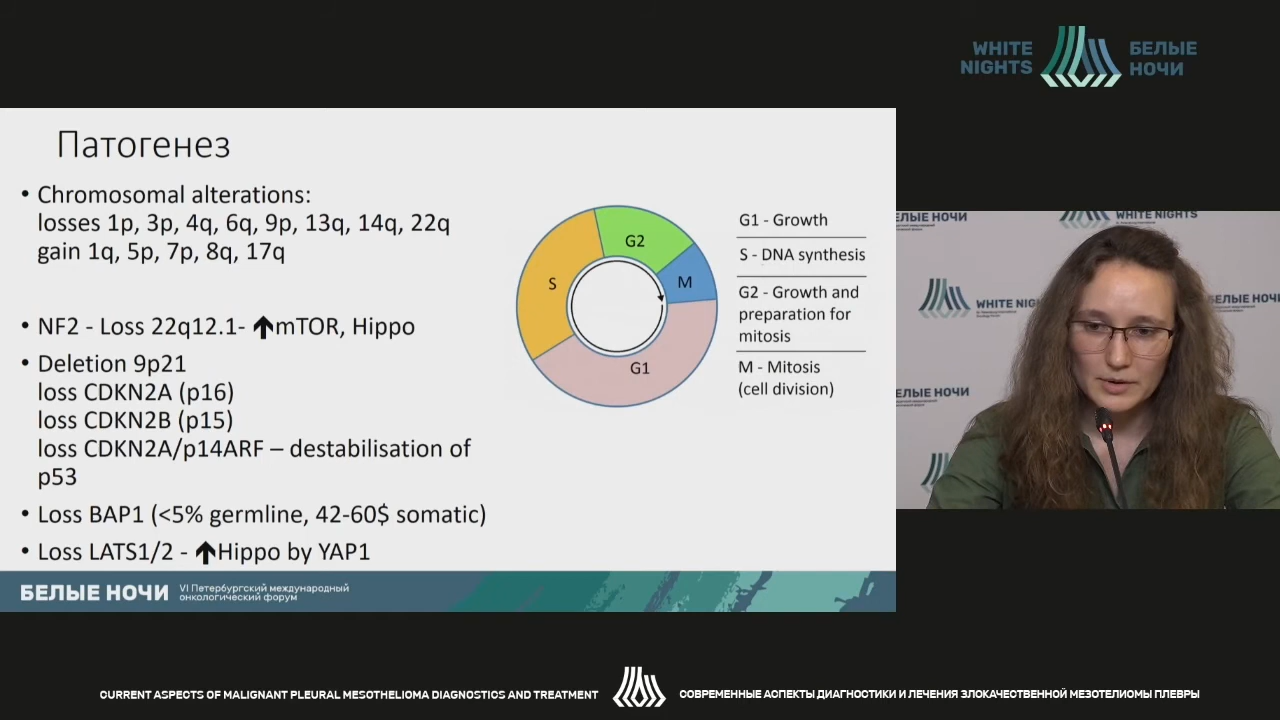 WHITE
NIGHTS
БЕЛЫЕ
НОЧИ
Патогенез
• Chromosomal alterations:
losses 1p, 3p, 4q, 6q, 9p, 13q, 14q, 22q
gain 1q, 5p, 7p, 8q, 17q
• NF2 - Loss 22q12.1- ↑mTOR, Hippo
• Deletion 9p21
loss CDKN2A (p16)
loss CDKN2B (p15)
loss CDKN2A/p14ARF – destabilisation of
p53
• Loss BAP1 (<5% germline, 42-60$ somatic)
• Loss LATS1/2 - ↑Hippo by YAP1
G2
S
M
G1
G1 - Growth
S - DNA synthesis
G2 - Growth and
preparation for
mitosis
M - Mitosis
(cell division)
БЕЛЫЕ НОЧИ
VI Петербургский международный
онкологический форум
WHITE NIGHTS
БЕЛЫЕ НОЧИ
CURRENT ASPECTS OF MALIGNANT PLEURAL MESOTHELIOMA DIAGNOSTICS AND TREATMENT
СОВРЕМЕННЫЕ АСПЕКТЫ ДИАГНОСТИКИ И ЛЕЧЕНИЯ ЗЛОКАЧЕСТВЕННОЙ МЕЗОТЕЛИОМЫ ПЛЕВРЫ